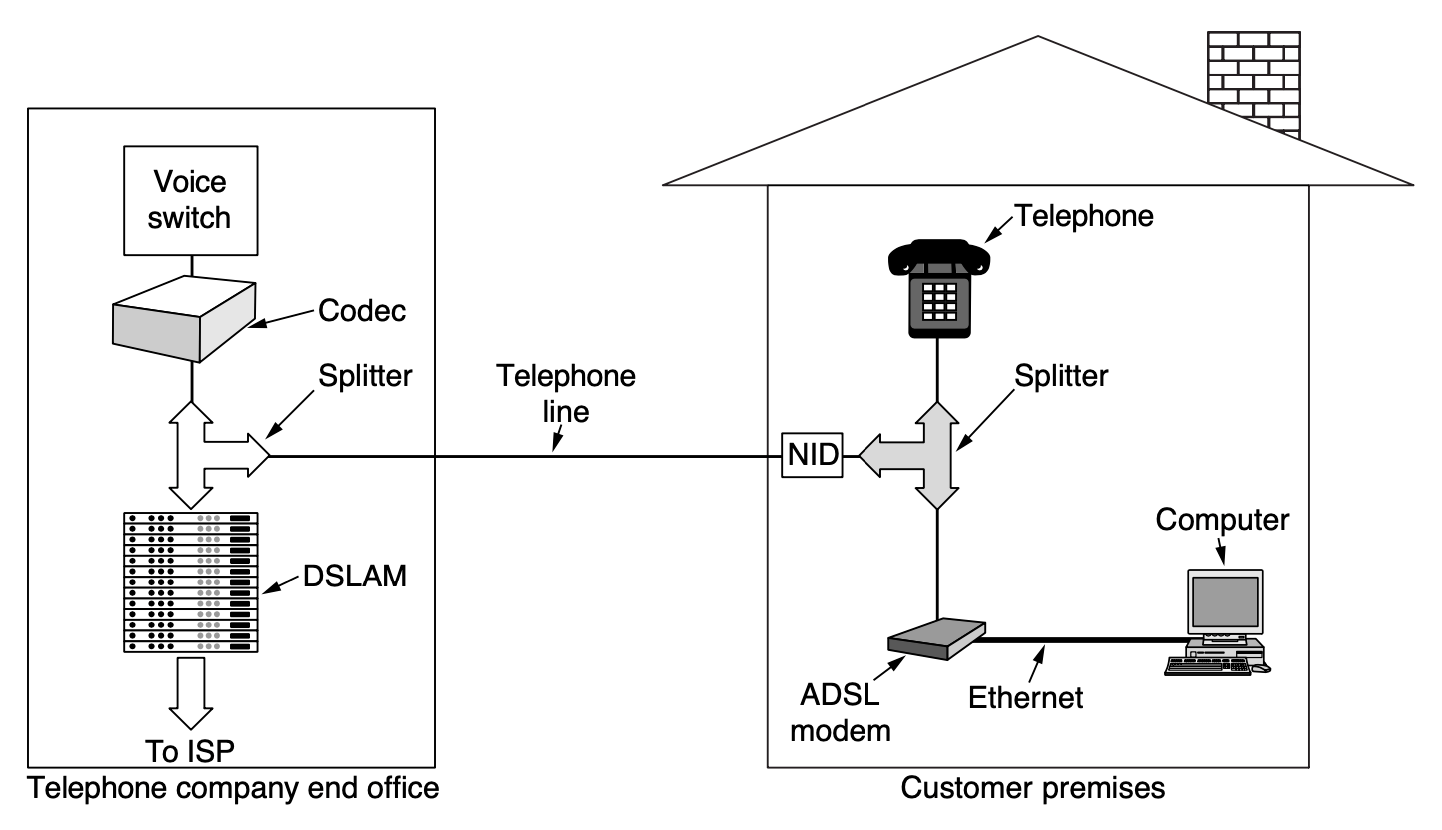 Voice
switch
Codec
Splitter
DSLAM
To ISP
Telephone company end office
Telephone
line
Telephone
Splitter
NID
Computer
ADSL
modem
Ethernet
Customer premises